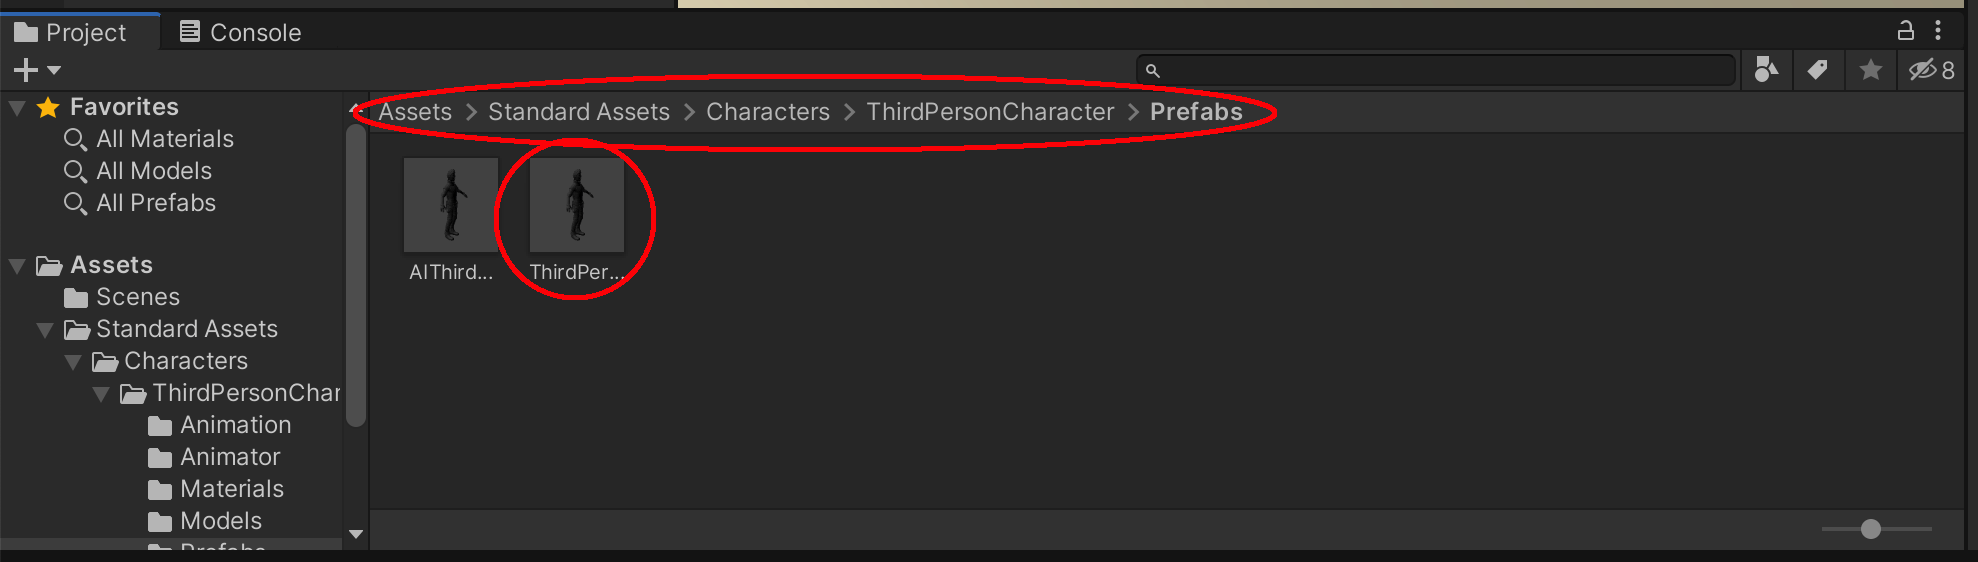 Project
Console
8
Favorites
All Materials
All Models
All Prefabs
Assets
Scenes
Standard Assets
Characters
ThirdPersonChar
Animation
Animator
Materials
Models
Prefabs
Assets > Standard Assets > Characters > ThirdPersonCharacter > Prefabs
AIThird...
ThirdPer...